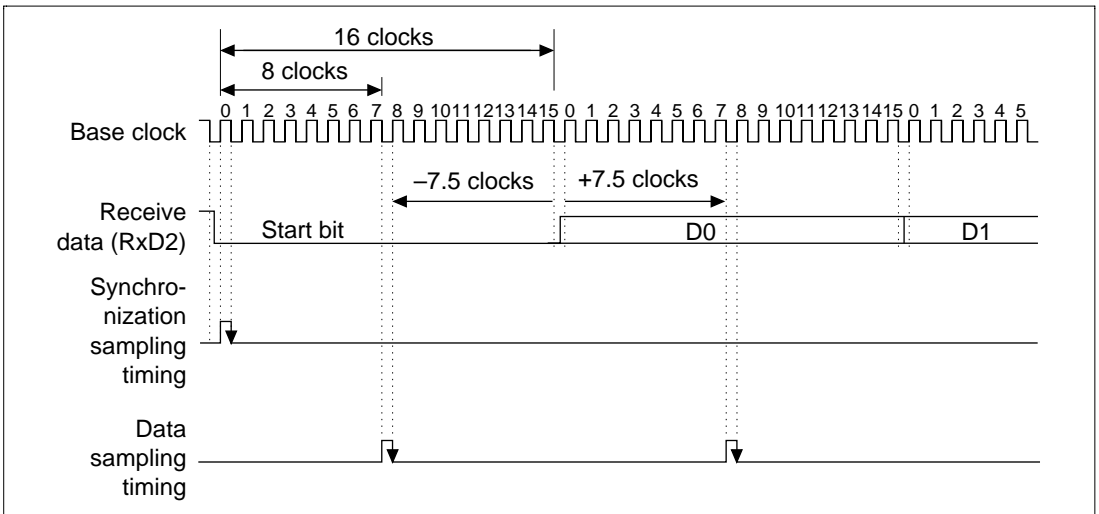 16 clocks
8 clocks
0 1 2 3 4 5 6 7 8 9 10 11 12 13 14 15 0 1 2 3 4 5 6 7 8 9 10 11 12 13 14 15 0 1 2 3 4 5
Base clock
–7.5 clocks +7.5 clocks
Receive
data (RxD2)
Start bit D0 D1
Synchro-
nization
sampling
timing
Data
sampling
timing